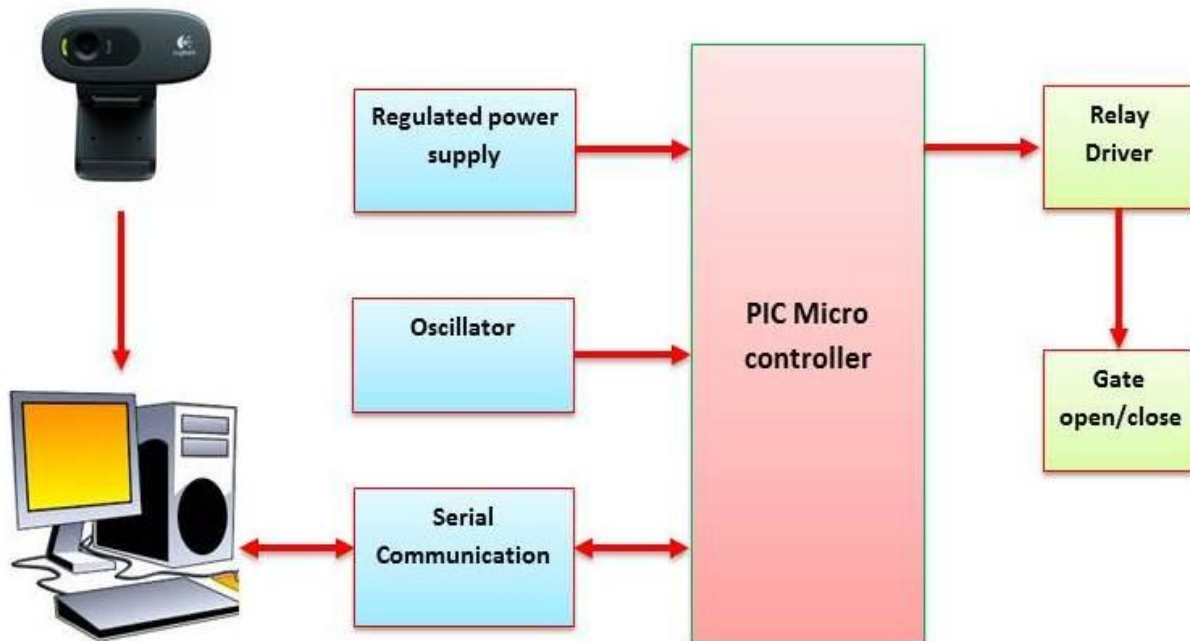 Regulated power
supply
Oscillator
Serial
Communication
PIC Micro
controller
Relay
Driver
Gate
open/close